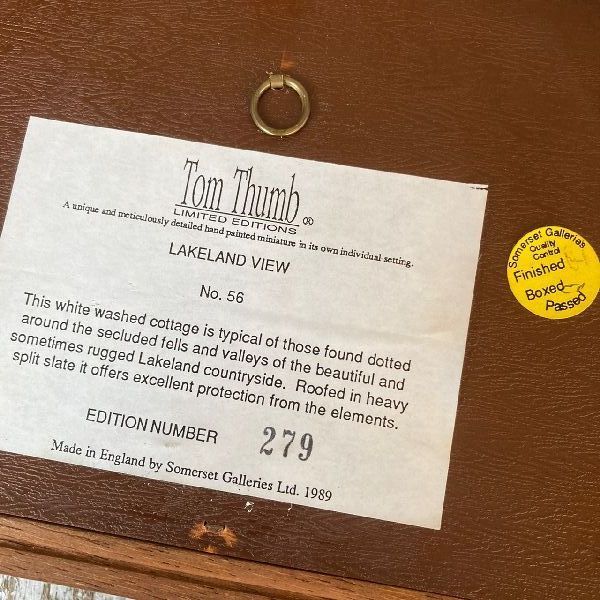 Tom Thumb ®
LIMITED EDITIONS
A unique and meticulously detailed hand painted miniature in its own individual setting.
LAKELAND VIEW
No. 56
This white washed cottage is typical of those found dotted
around the secluded fells and valleys of the beautiful and
sometimes rugged Lakeland countryside. Roofed in heavy
split slate it offers excellent protection from the elements.
EDITION NUMBER 279
Made in England by Somerset Galleries Ltd. 1989
Somerset Galleries
Quality
Control
Finished
Boxed
Passed